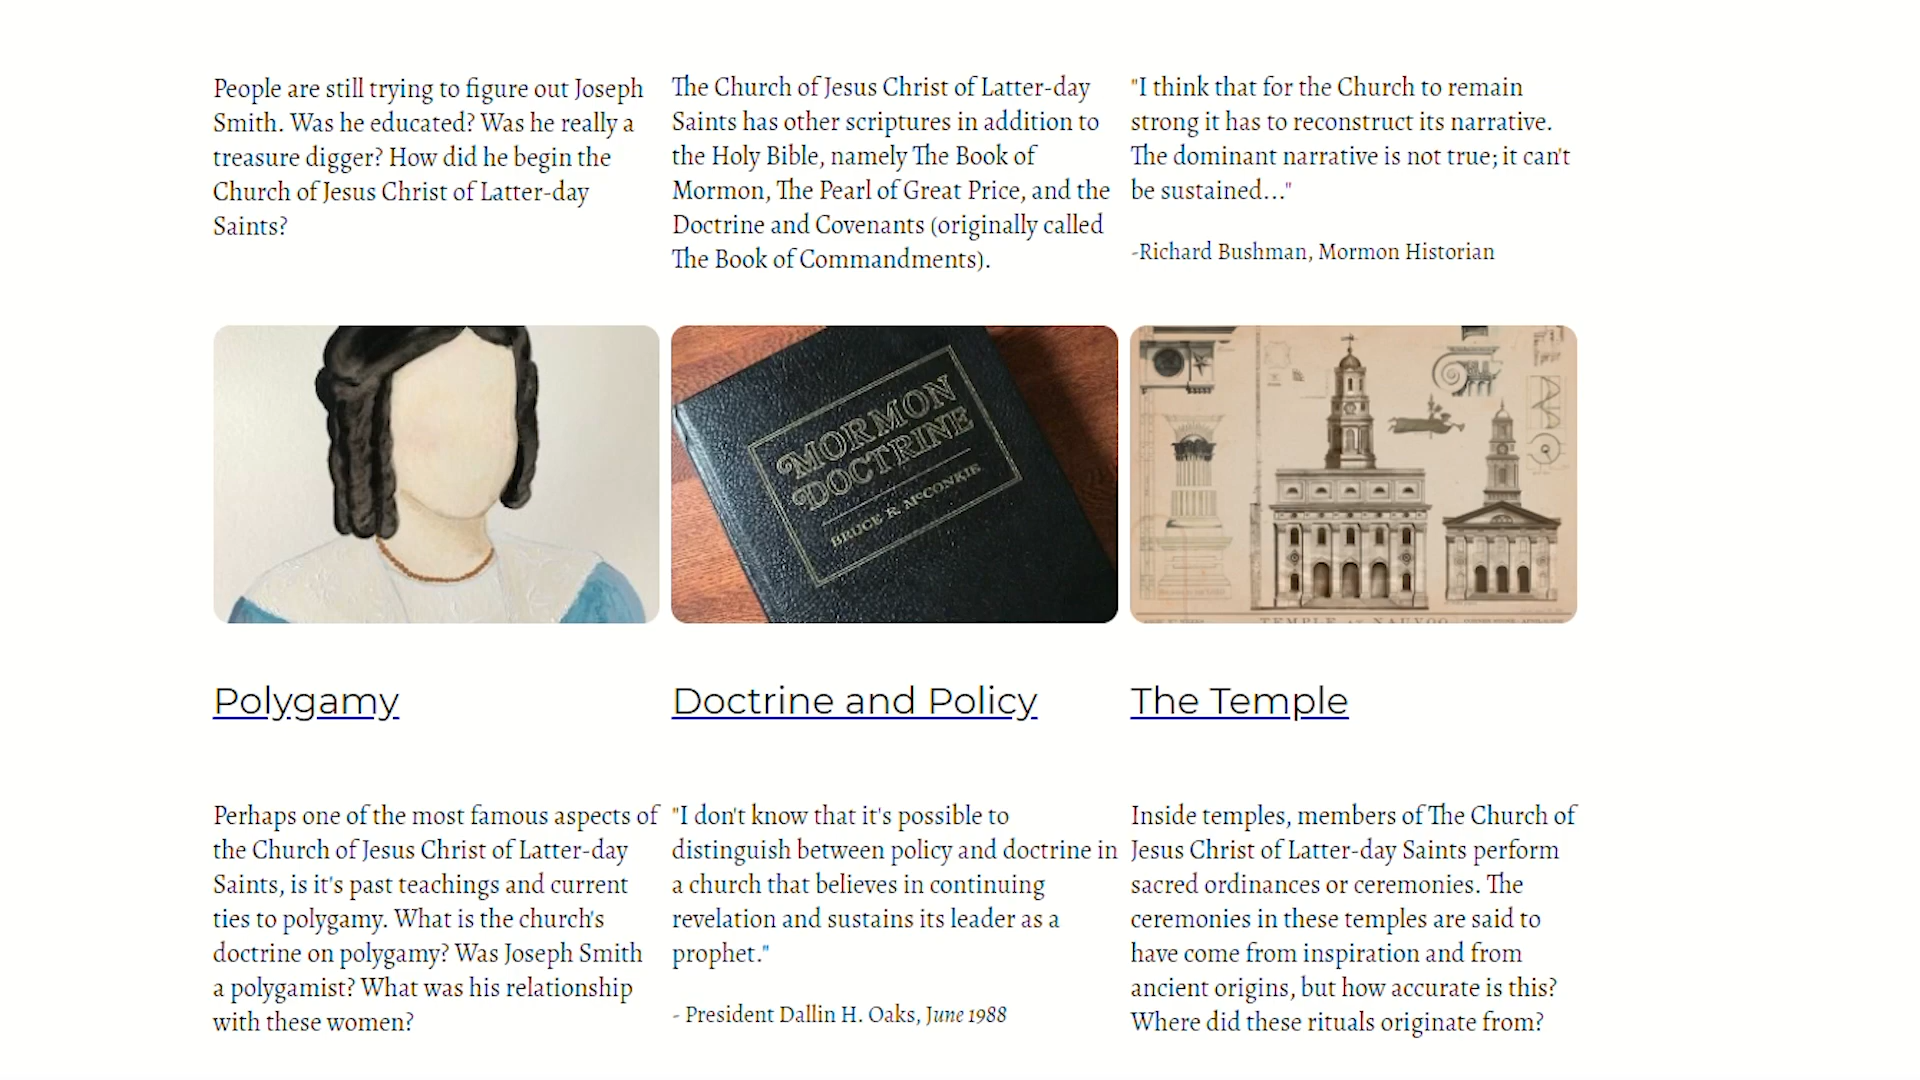 People are still trying to figure out Joseph
Smith. Was he educated? Was he really a
treasure digger? How did he begin the
Church of Jesus Christ of Latter-day
Saints?
The Church of Jesus Christ of Latter-day
Saints has other scriptures in addition to
the Holy Bible, namely The Book of
Mormon, The Pearl of Great Price, and the
Doctrine and Covenants (originally called
The Book of Commandments).
"I think that for the Church to remain
strong it has to reconstruct its narrative.
The dominant narrative is not true; it can't
be sustained..."
-Richard Bushman, Mormon Historian
MORMON
DOCTRINE
BRUCE R. McCONKIE
TEMPLE AT NAUVOO
Polygamy
Doctrine and Policy
The Temple
Perhaps one of the most famous aspects of
the Church of Jesus Christ of Latter-day
Saints, is it's past teachings and current
ties to polygamy. What is the church's
doctrine on polygamy? Was Joseph Smith
a polygamist? What was his relationship
with these women?
"I don't know that it's possible to
distinguish between policy and doctrine in
a church that believes in continuing
revelation and sustains its leader as a
prophet."
- President Dallin H. Oaks, June 1988
Inside temples, members of The Church of
Jesus Christ of Latter-day Saints perform
sacred ordinances or ceremonies. The
ceremonies in these temples are said to
have come from inspiration and from
ancient origins, but how accurate is this?
Where did these rituals originate from?